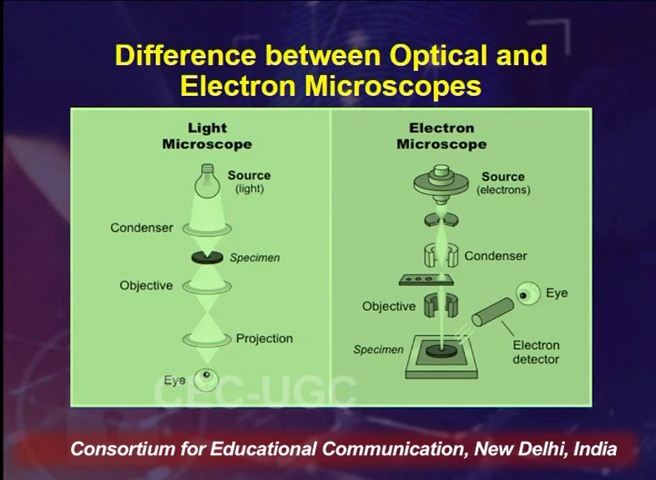 Difference between Optical and
Electron Microscopes
Light
Microscope
Source
(light)
Condenser
Specimen
Objective
Projection
Eye
Electron
Microscope
Source
(electrons)
Condenser
Objective
Eye
Specimen
Electron
detector
CEC-UGC
Consortium for Educational Communication, New Delhi, India